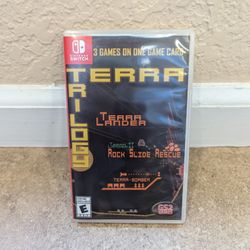 NINTENDO
SWITCH
3 GAMES ON ONE GAME CARD
TERRA
TRILOGY
TERRA
LANDER
ROCK SLIDE RESCUE
TERRA-BOMBER
E